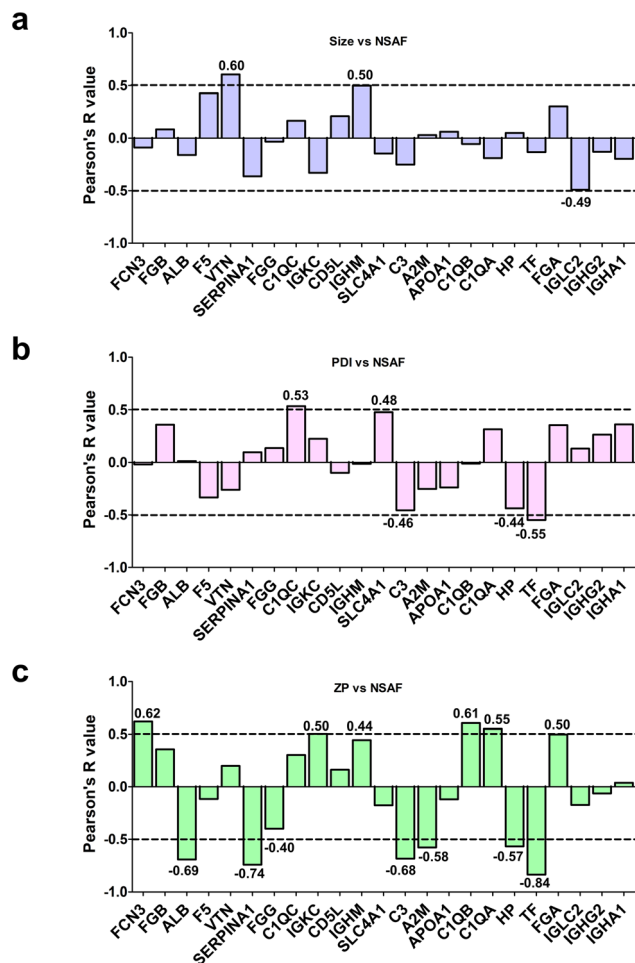 a
Size vs NSAF
Pearson's R value
1.0
0.5
0.0
-0.5
-1.0
0.60
0.50
-0.49
FCN3
FGB
ALB
F5
VTN
SERPINA1
FGG
C1QC
IGKC
CD5L
IGHM
SLC4A1
C3
A2M
APOA1
C1QB
C1QA
HP
TF
FGA
IGLC2
IGHG2
IGHA1
b
PDI vs NSAF
Pearson's R value
1.0
0.5
0.0
-0.5
-1.0
0.53
0.48
-0.46
-0.44
-0.55
FCN3
FGB
ALB
F5
VTN
SERPINA1
FGG
C1QC
IGKC
CD5L
IGHM
SLC4A1
C3
A2M
APOA1
C1QB
C1QA
HP
TF
FGA
IGLC2
IGHG2
IGHA1
c
ZP vs NSAF
Pearson's R value
1.0
0.5
0.0
-0.5
-1.0
0.62
-0.69
-0.74
-0.40
0.50
0.44
-0.68
-0.58
0.61
0.55
-0.57
-0.84
0.50
FCN3
FGB
ALB
F5
VTN
SERPINA1
FGG
C1QC
IGKC
CD5L
IGHM
SLC4A1
C3
A2M
APOA1
C1QB
C1QA
HP
TF
FGA
IGLC2
IGHG2
IGHA1